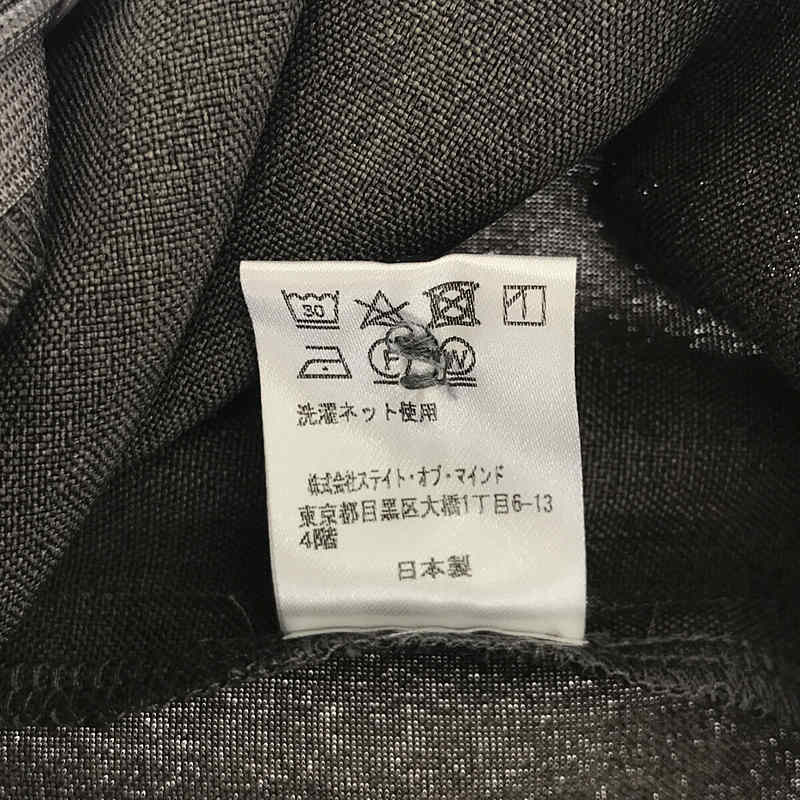 30
洗濯ネット使用
株式会社ステイト・オブ・マインド
東京都目黒区大橋1丁目6-13
4階
日本製